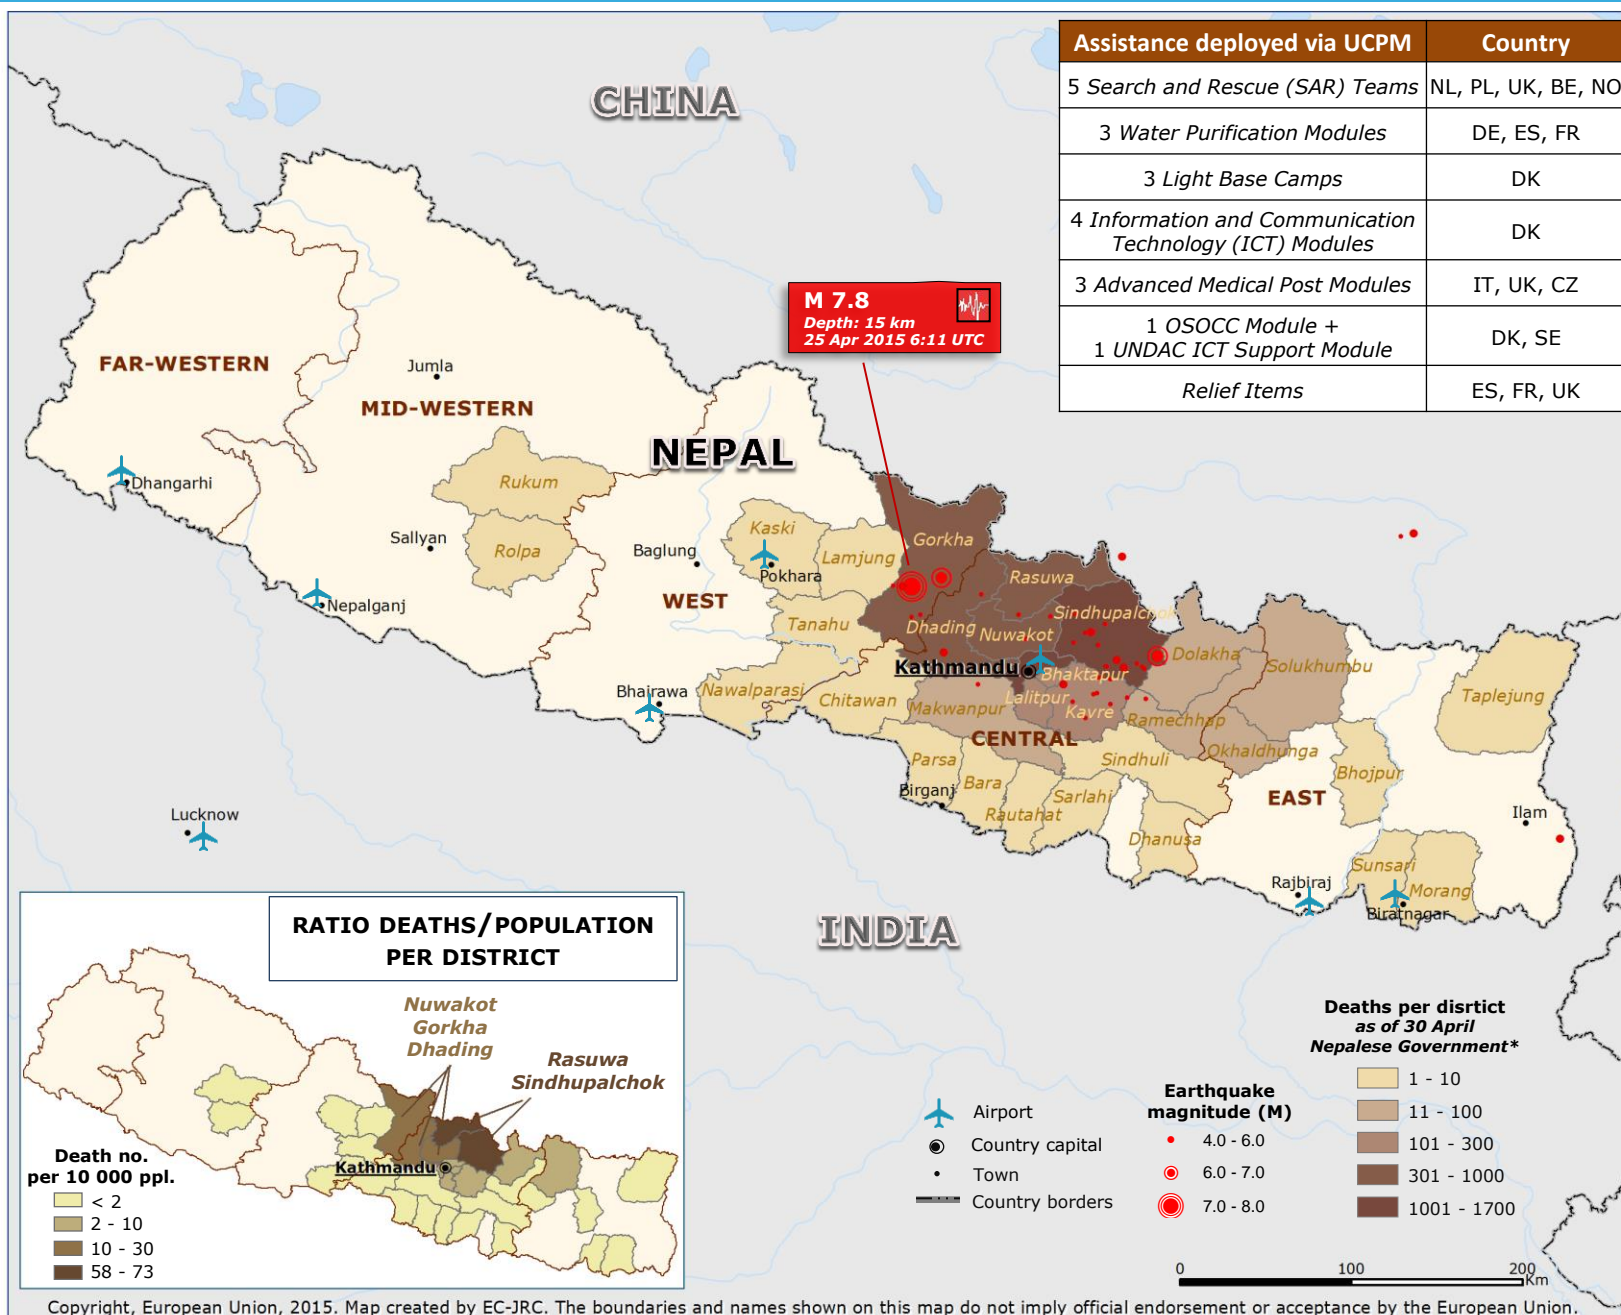 Assistance deployed via UCPM Country
5 Search and Rescue (SAR) Teams NL, PL, UK, BE, NO
3 Water Purification Modules DE, ES, FR
3 Light Base Camps DK
4 Information and Communication
Technology (ICT) Modules DK
3 Advanced Medical Post Modules IT, UK, CZ
1 OSOCC Module +
1 UNDAC ICT Support Module DK, SE
Relief Items ES, FR, UK
CHINA
M 7.8
Depth: 15 km
25 Apr 2015 6:11 UTC
FAR-WESTERN
Jumla
MID-WESTERN
NEPAL
Dhangarhi
Rukum
Sallyan
Rolpa
Baglung
Kaski
Pokhara
Lamjung
Gorkha
Rasuwa
Nepalganj
WEST
Tanahu
Dhading
Nuwakot
Sindhupalchok
Kathmandu
Bhaktapur
Dolakha
Solukhumbu
Bhairawa
Nawalparasi
Chitawan
Makwanpur
Lalitpur
Kavre
Ramechhap
Taplejung
CENTRAL
Okhaldhunga
Parsa
Bara
Sindhuli
Bhojpur
Birganj
Rautahat
Sarlahi
EAST
Dhanusa
Ilam
Lucknow
Sunsari
Morang
Rajbiraj
Biratnagar
INDIA
RATIO DEATHS/POPULATION
PER DISTRICT
Nuwakot
Gorkha
Dhading
Rasuwa
Sindhupalchok
Kathmandu
Death no.
per 10 000 ppl.
< 2
2 - 10
10 - 30
58 - 73
Airport
Country capital
Town
Country borders
Earthquake
magnitude (M)
4.0 - 6.0
6.0 - 7.0
7.0 - 8.0
Deaths per disrtict
as of 30 April
Nepalese Government*
1 - 10
11 - 100
101 - 300
301 - 1000
1001 - 1700
0 100 200
Km
Copyright, European Union, 2015. Map created by EC-JRC. The boundaries and names shown on this map do not imply official endorsement or acceptance by the European Union.